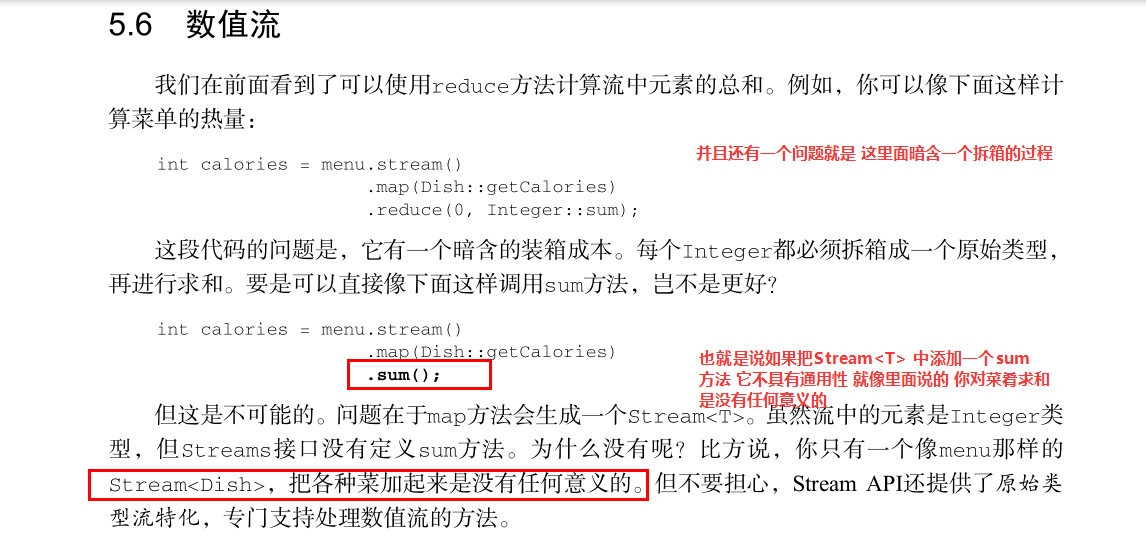 5.6 数值流
我们在前面看到了可以使用reduce方法计算流中元素的总和。例如，你可以像下面这样计
算菜单的热量：
int calories = menu.stream()
并且还有一个问题就是 这里面暗含一个拆箱的过程
.map(Dish::getCalories)
.reduce(0, Integer::sum);
这段代码的问题是，它有一个暗含的装箱成本。每个Integer都必须拆箱成一个原始类型，
再进行求和。要是可以直接像下面这样调用sum方法，岂不是更好？
int calories = menu.stream()
.map(Dish::getCalories)
.sum();
也就是说如果把Stream<T> 中添加一个sum
方法 它不具有通用性 就像里面说的 你对菜肴求和
是没有任何意义的
但这是不可能的。问题在于map方法会生成一个Stream<T>。虽然流中的元素是Integer类
型，但Streams接口没有定义sum方法。为什么没有呢？比方说，你只有一个像menu那样的
Stream<Dish>，把各种菜加起来是没有任何意义的。但不要担心，Stream API还提供了原始类
型流特化，专门支持处理数值流的方法。